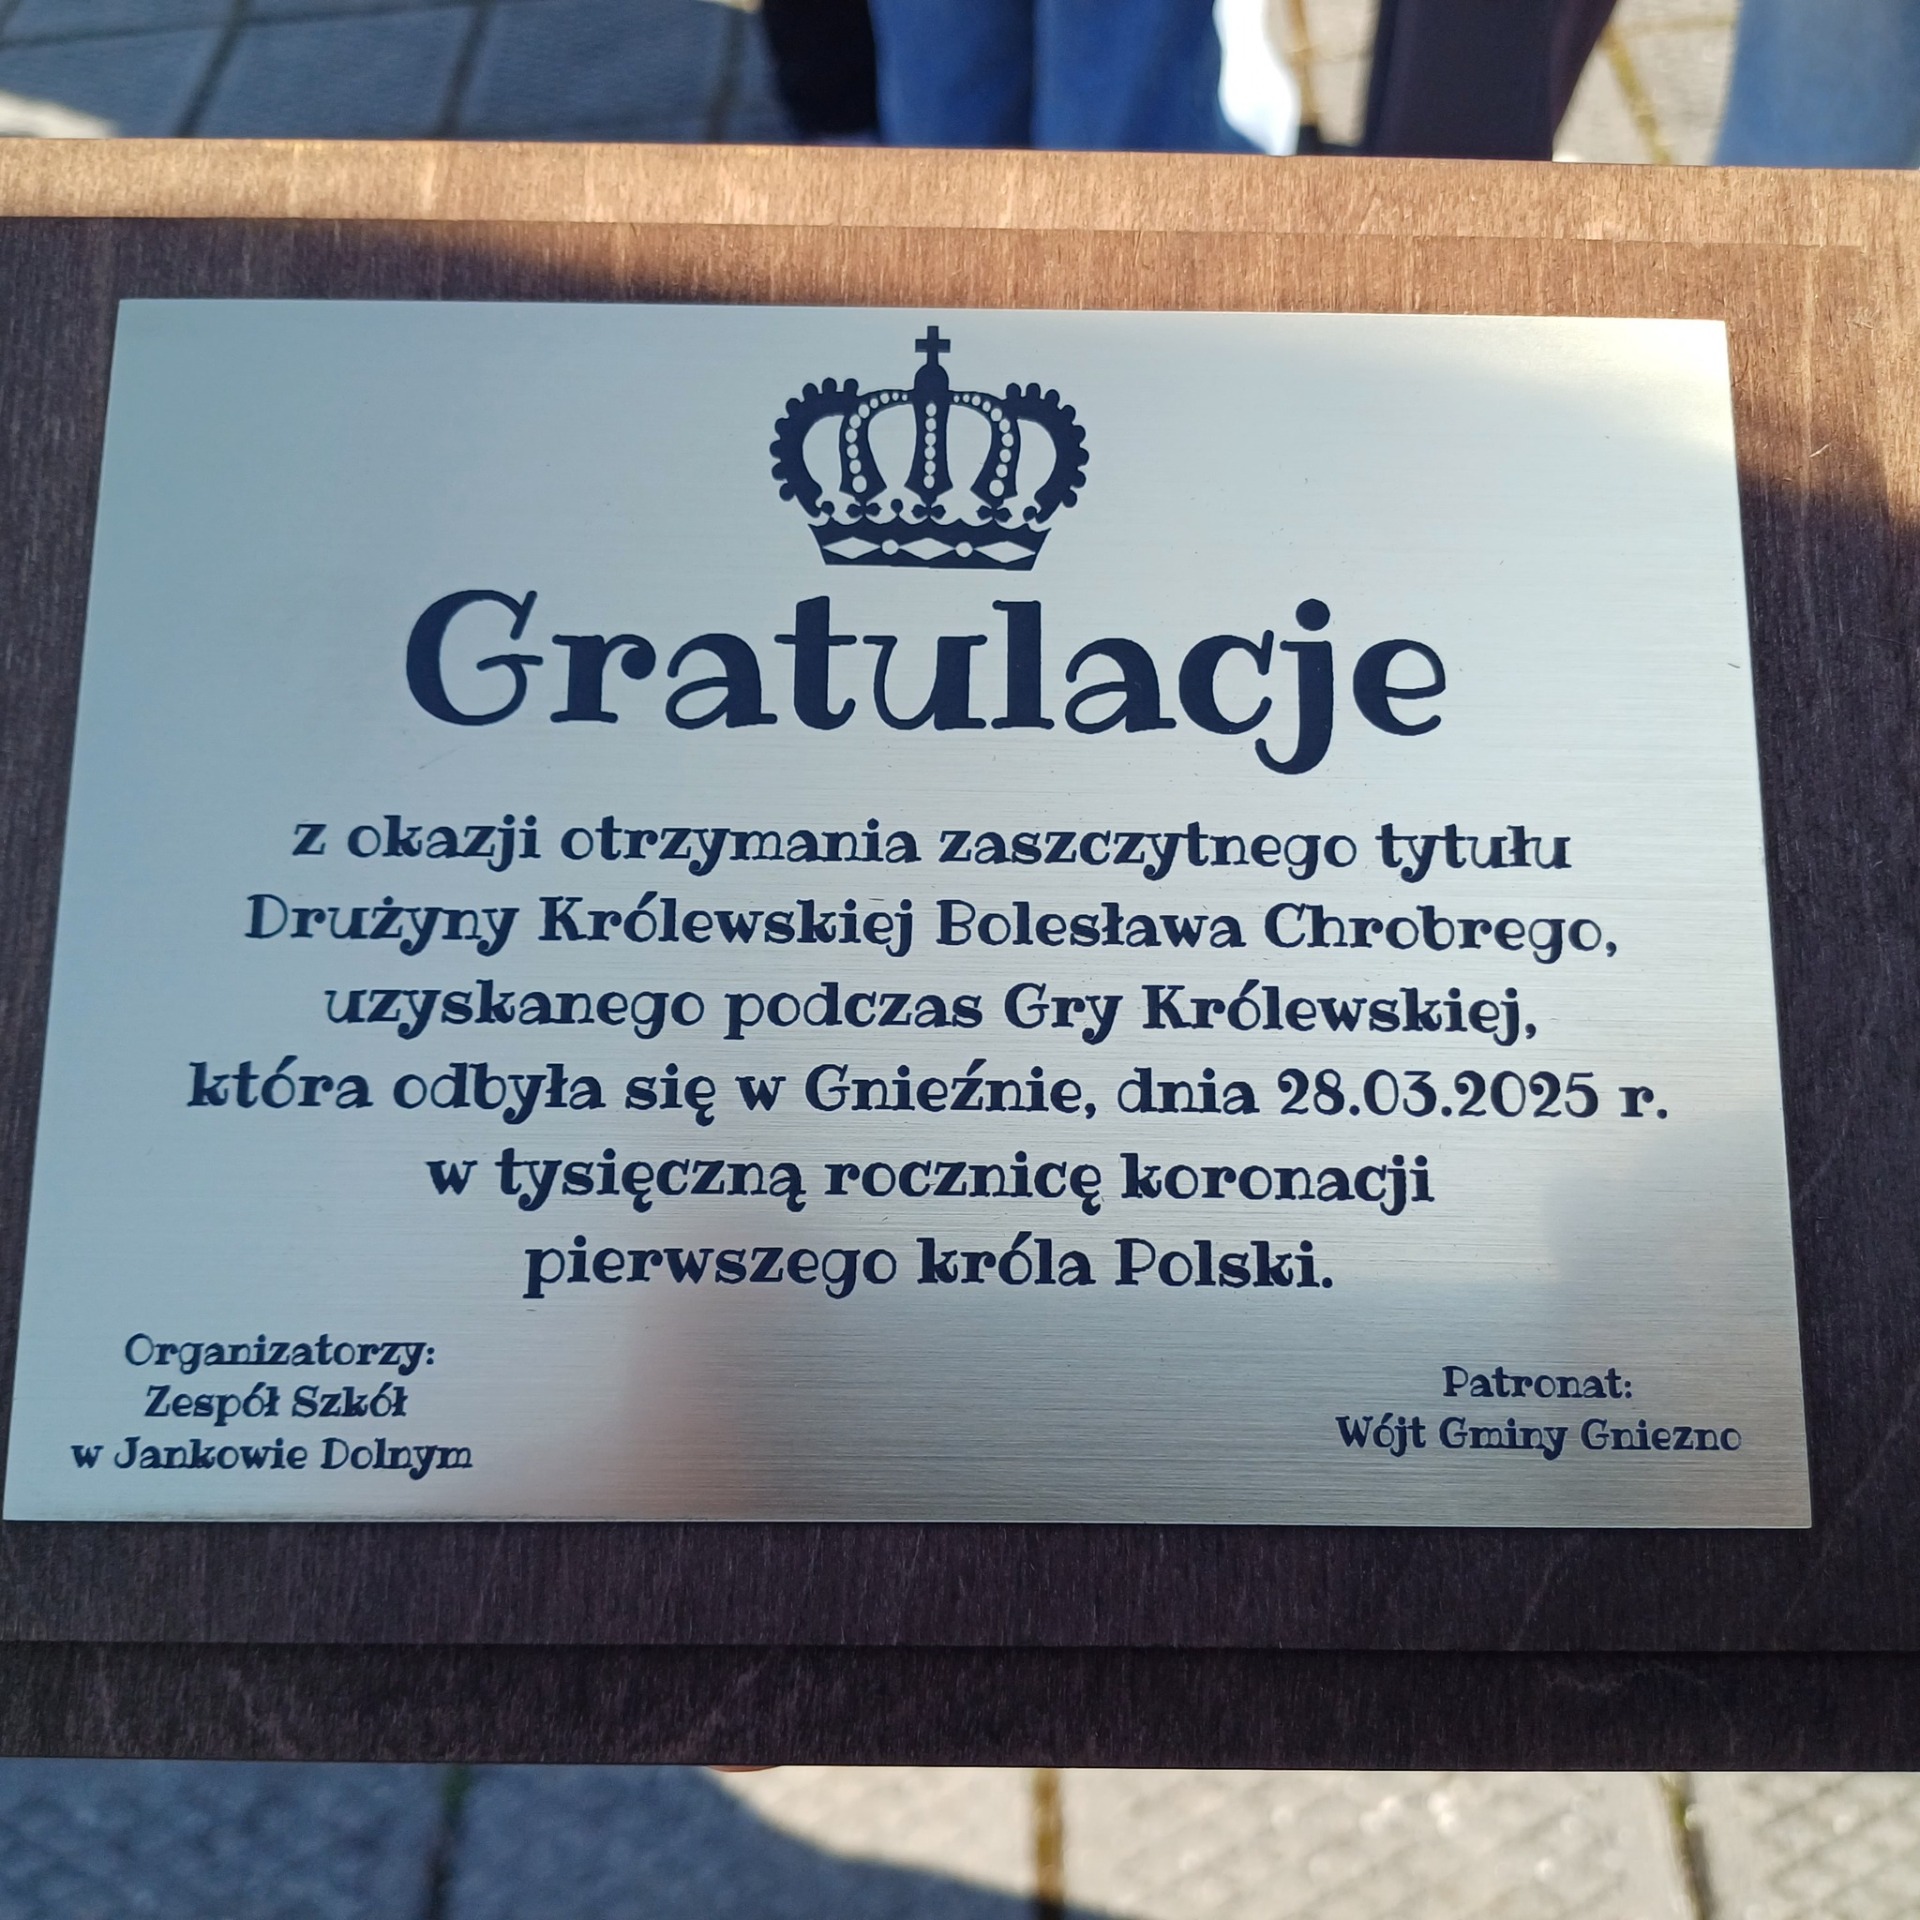 Gratulacje
z okazji otrzymania zaszczytnego tytułu
Drużyny Królewskiej Bolesława Chrobrego,
uzyskanego podczas Gry Królewskiej,
która odbyła się w Gnieźnie, dnia 28.03.2025 r.
w tysięczną rocznicę koronacji
pierwszego króla Polski.
Organizatorzy:
Zespół Szkół
w Jankowie Dolnym
Patronat:
Wójt Gminy Gniezno